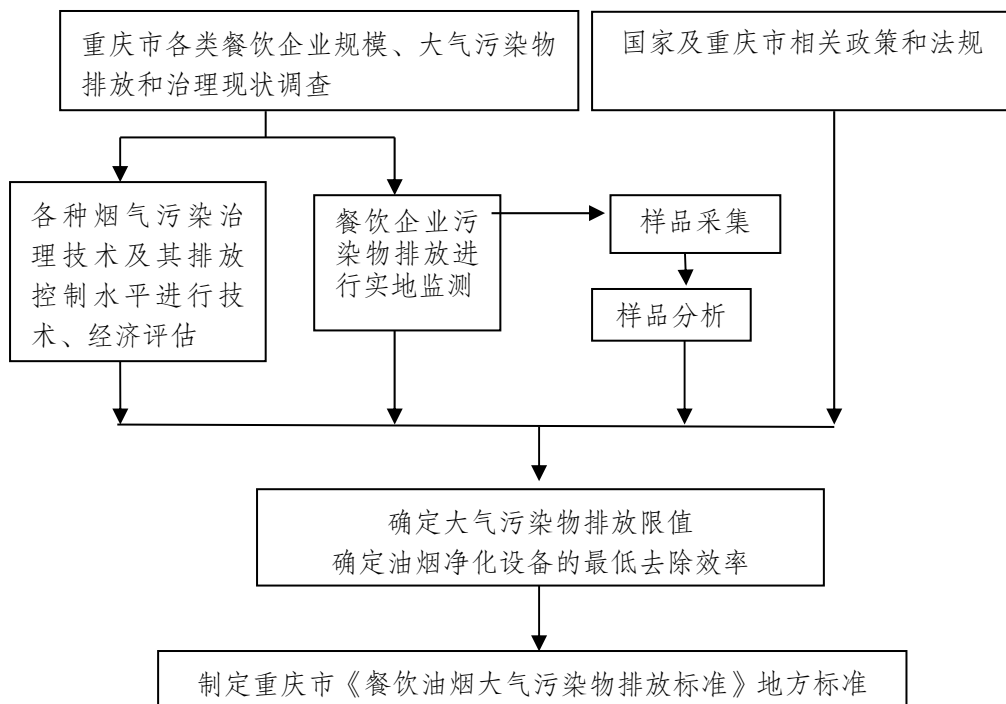 重庆市各类餐饮企业规模、大气污染物
排放和治理现状调查
国家及重庆市相关政策和法规
各种烟气污染治
理技术及其排放
控制水平进行技
术、经济评估
餐饮企业污
染物排放进
行实地监测
样品采集
样品分析
确定大气污染物排放限值
确定油烟净化设备的最低去除效率
制定重庆市《餐饮油烟大气污染物排放标准》地方标准